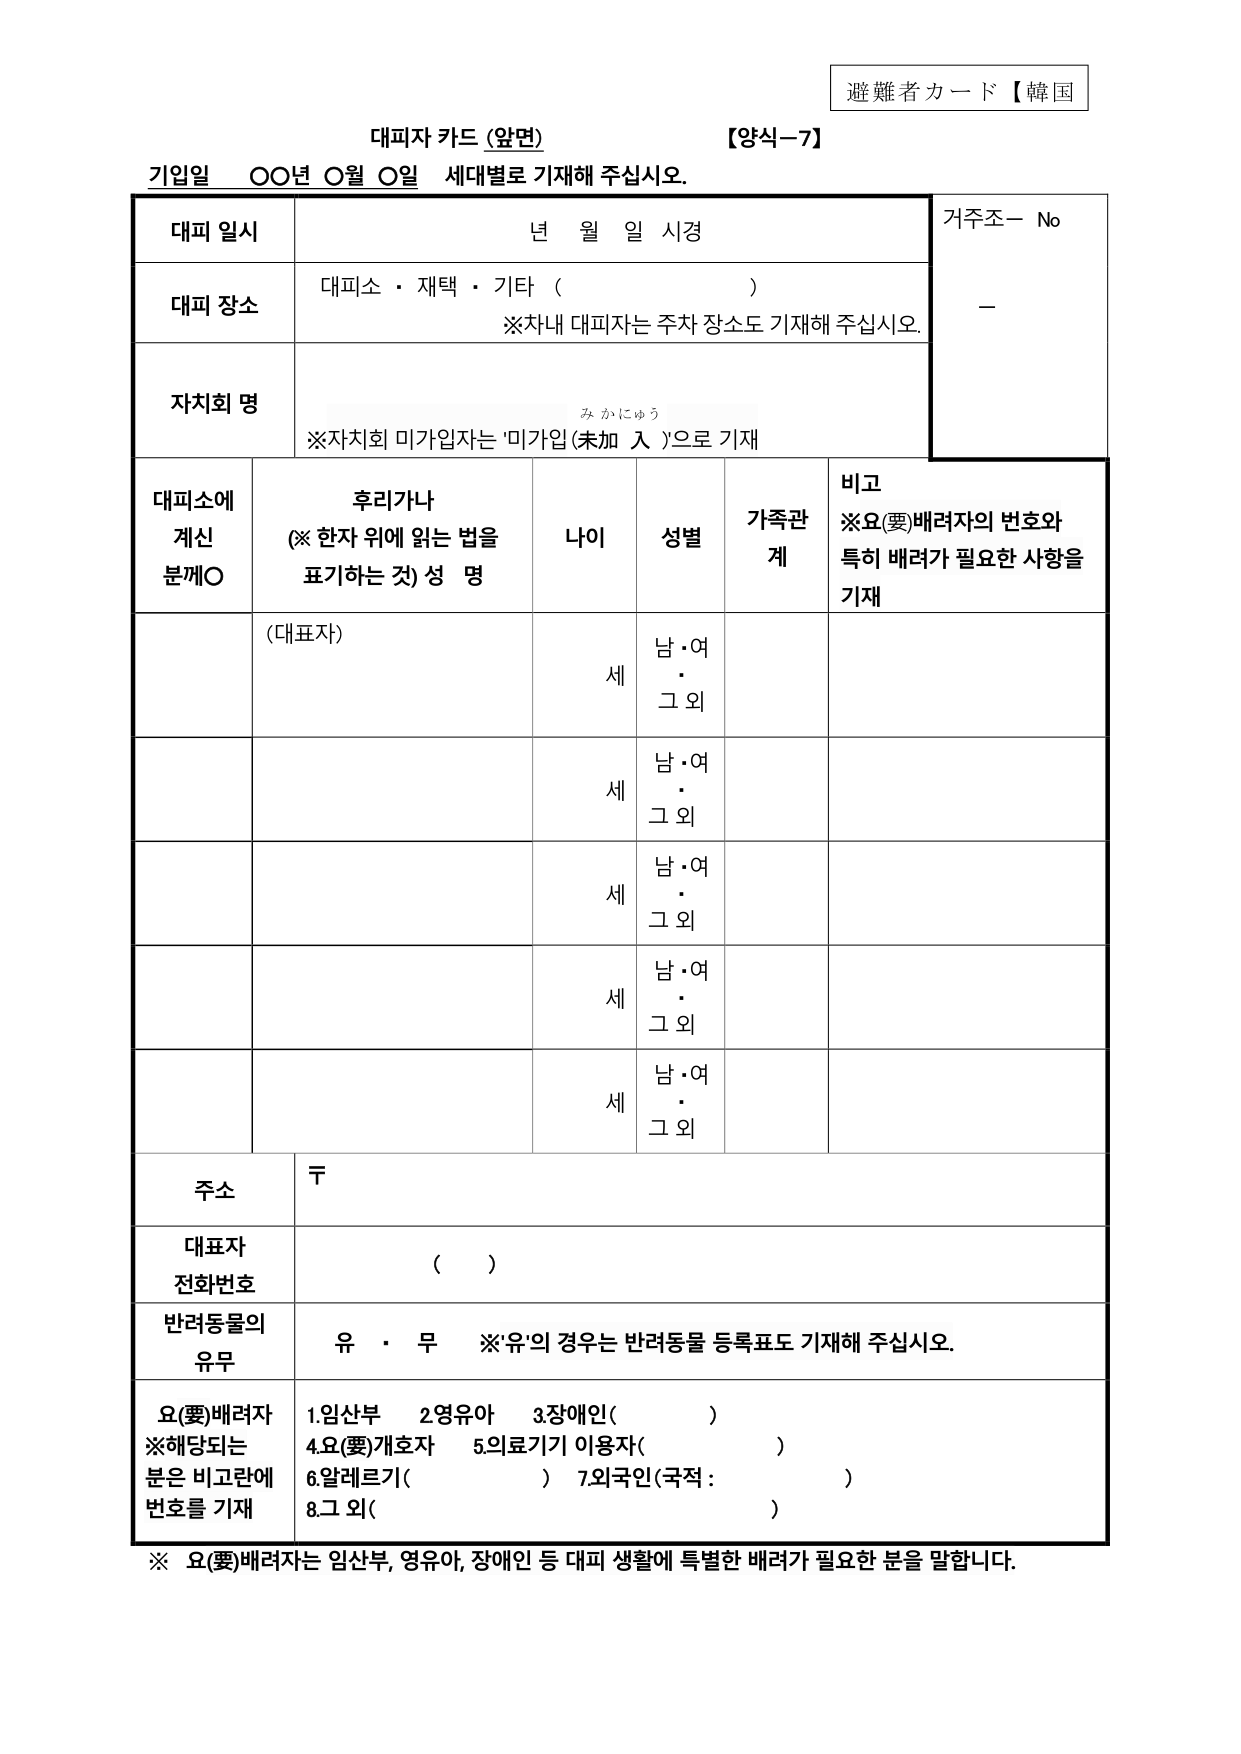 避難者カード【韓国
대피자 카드 (앞면) 【양식ー7】
기입일 〇〇년 〇월 〇일 세대별로 기재해 주십시오.
대피 일시
년 월 일 시경
거주조ー No
ー
대피 장소
대피소 ・ 재택 ・ 기타 ( )
※차내 대피자는 주차 장소도 기재해 주십시오.
자치회 명
みかにゅう
※자치회 미가입자는 '미가입(未加 入 )'으로 기재
대피소에
계신
분께〇
후리가나
(※ 한자 위에 읽는 법을
표기하는 것) 성 명
나이
성별
가족관
계
비고
※요(要)배려자의 번호와
특히 배려가 필요한 사항을
기재
(대표자)
세
남・여
・
그 외
세
남・여
・
그 외
세
남・여
・
그 외
세
남・여
・
그 외
세
남・여
・
그 외
주소
〒
대표자
전화번호
( )
반려동물의
유무
유 ・ 무 ※'유'의 경우는 반려동물 등록표도 기재해 주십시오.
요(要)배려자
※해당되는
분은 비고란에
번호를 기재
1.임산부 2.영유아 3.장애인( )
4.요(要)개호자 5.의료기기 이용자( )
6.알레르기( ) 7.외국인(국적 : )
8.그 외( )
※ 요(要)배려자는 임산부, 영유아, 장애인 등 대피 생활에 특별한 배려가 필요한 분을 말합니다.